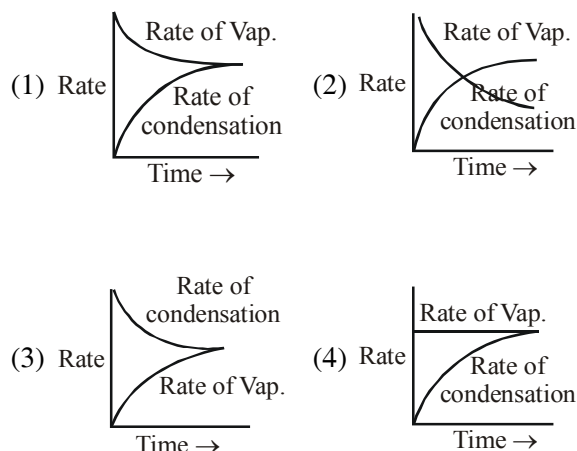 (1)
Rate
Rate of Vap.
Rate of
condensation
Time →
(2)
Rate
Rate of Vap.
Rate of
condensation
Time →
(3)
Rate
Rate of
condensation
Rate of Vap.
Time →
(4)
Rate
Rate of Vap.
Rate of
condensation
Time →